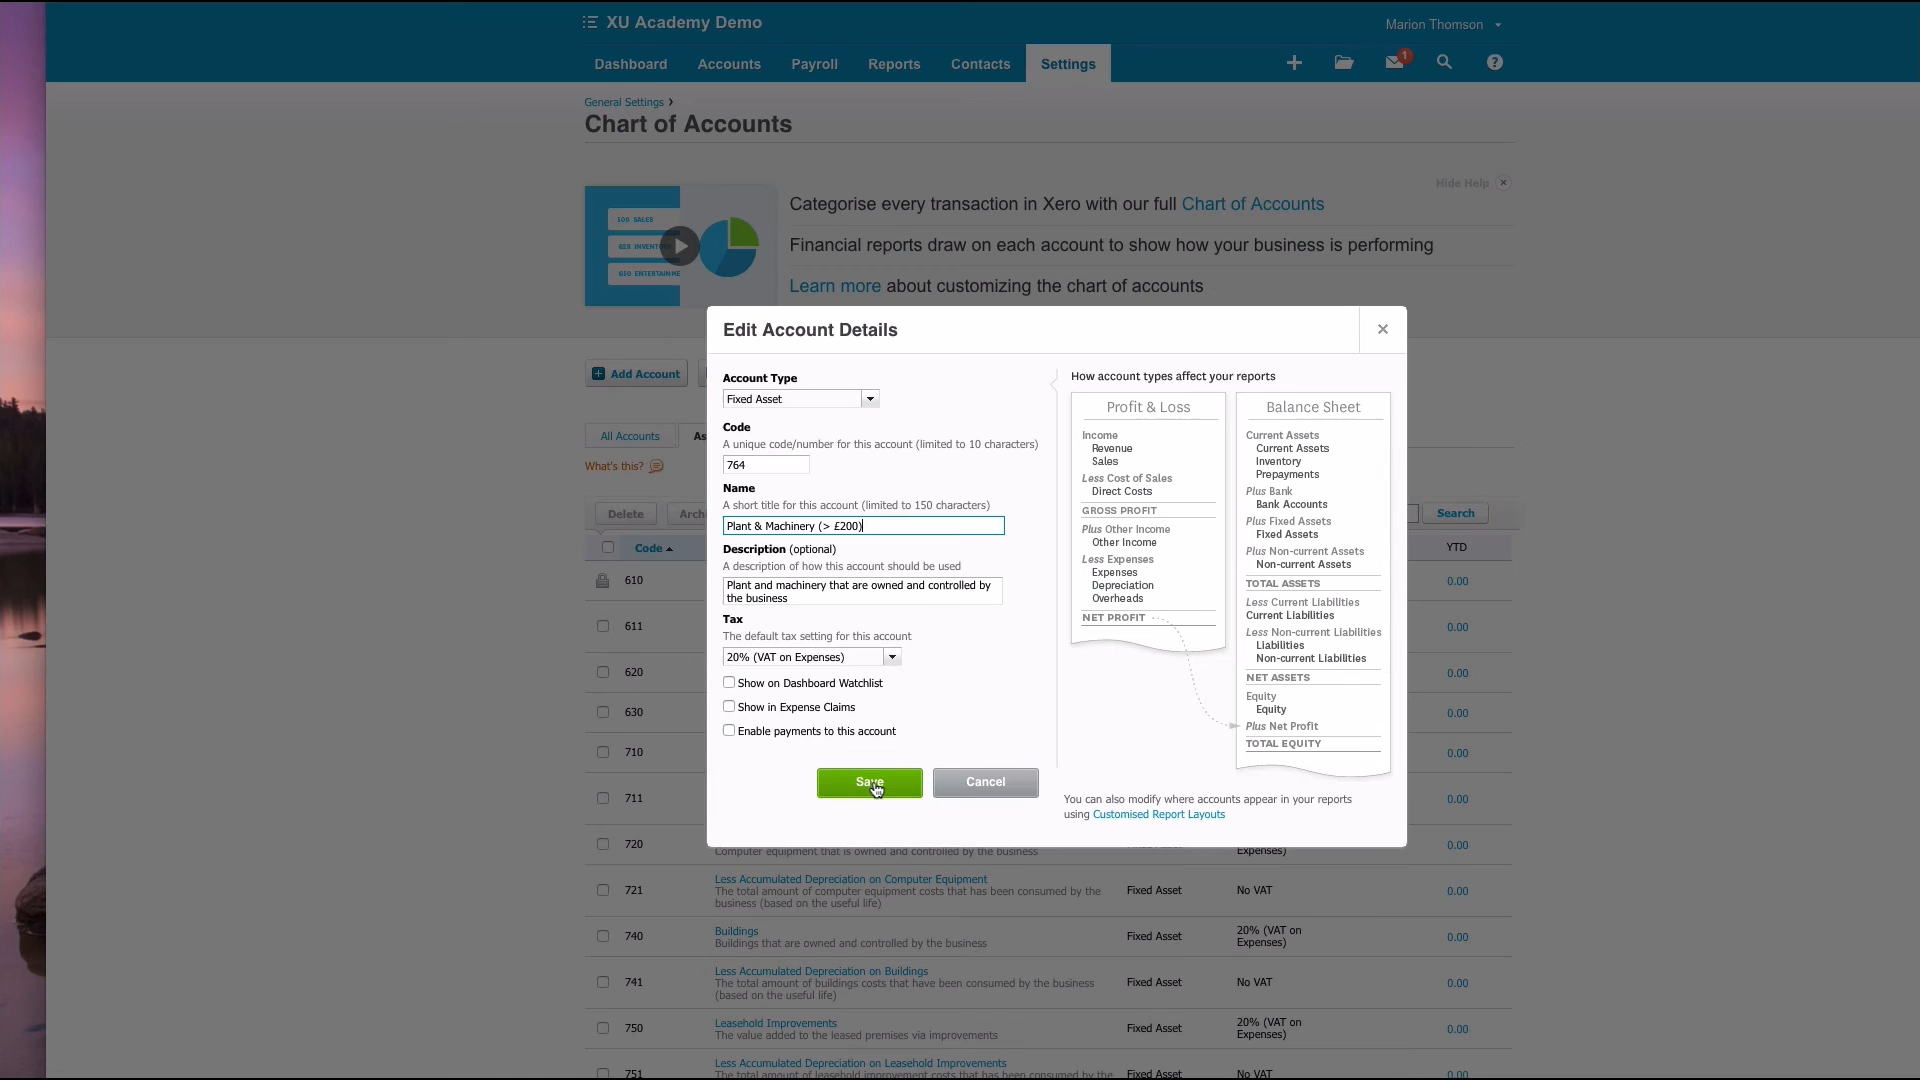 XU Academy Demo
Marion Thomson
Dashboard Accounts Payroll Reports Contacts Settings
1
General Settings ›
Chart of Accounts
Hide Help
Categorise every transaction in Xero with our full Chart of Accounts
Financial reports draw on each account to show how your business is performing
Learn more about customizing the chart of accounts
Edit Account Details
Add Account
Account Type
Fixed Asset
Code
A unique code/number for this account (limited to 10 characters)
764
Name
A short title for this account (limited to 150 characters)
Plant & Machinery (> £200)
Description (optional)
A description of how this account should be used
Plant and machinery that are owned and controlled by
the business
Tax
The default tax setting for this account
20% (VAT on Expenses)
Show on Dashboard Watchlist
Show in Expense Claims
Enable payments to this account
Save Cancel
How account types affect your reports
Profit & Loss
Income
Revenue
Sales
Less Cost of Sales
Direct Costs
GROSS PROFIT
Plus Other Income
Other Income
Less Expenses
Expenses
Depreciation
Overheads
NET PROFIT
Balance Sheet
Current Assets
Current Assets
Inventory
Prepayments
Plus Bank
Bank Accounts
Plus Fixed Assets
Fixed Assets
Plus Non-current Assets
Non-current Assets
TOTAL ASSETS
Less Current Liabilities
Current Liabilities
Less Non-current Liabilities
Liabilities
Non-current Liabilities
NET ASSETS
Equity
Equity
Plus Net Profit
TOTAL EQUITY
You can also modify where accounts appear in your reports
using Customised Report Layouts
All Accounts
What's this?
Delete
Search
Code YTD
610 0.00
611 0.00
620 0.00
630 0.00
710 0.00
711 0.00
720 0.00
Computer equipment that is owned and controlled by the business
Expenses)
721 Less Accumulated Depreciation on Computer Equipment Fixed Asset No VAT 0.00
The total amount of computer equipment costs that has been consumed by the
business (based on the useful life)
740 Buildings Fixed Asset 20% (VAT on Expenses) 0.00
Buildings that are owned and controlled by the business
741 Less Accumulated Depreciation on Buildings Fixed Asset No VAT 0.00
The total amount of buildings costs that have been consumed by the business
(based on the useful life)
750 Leasehold Improvements Fixed Asset 20% (VAT on Expenses) 0.00
The value added to the leased premises via improvements
751 Less Accumulated Depreciation on Leasehold Improvements Fixed Asset No VAT 0.00
The total amount of leasehold improvement costs that has been consumed by the